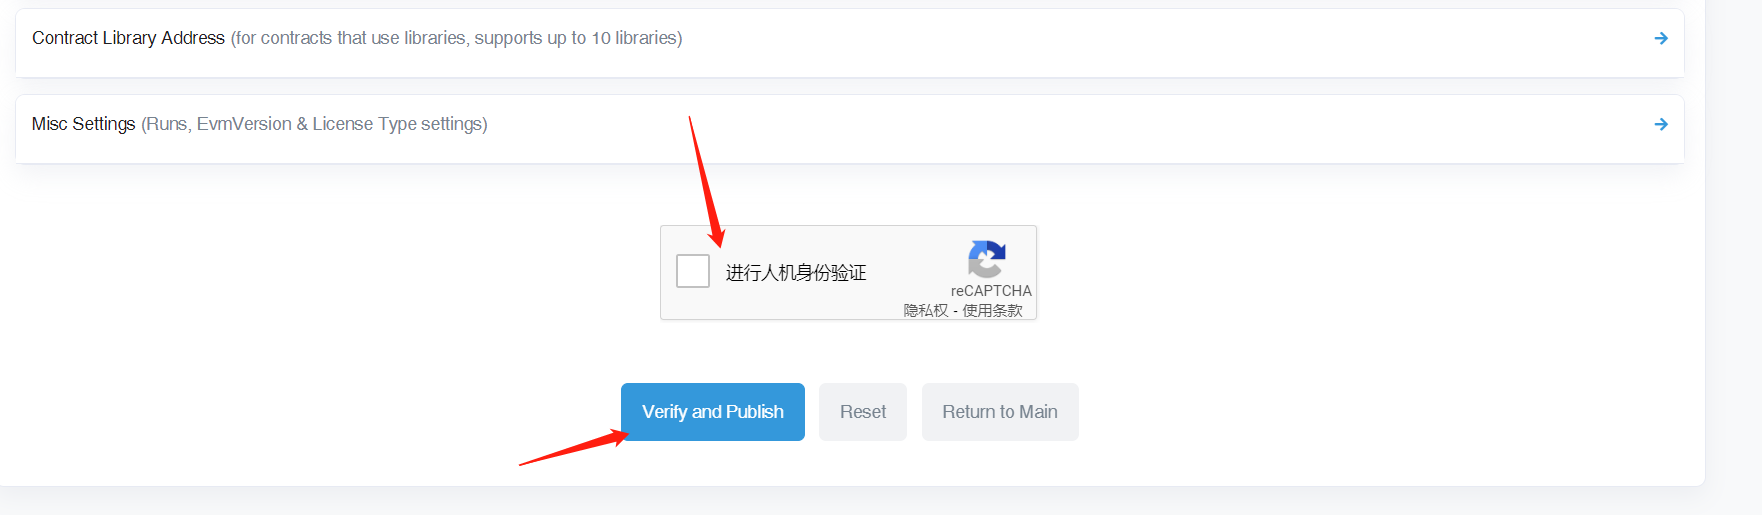 Contract Library Address (for contracts that use libraries, supports up to 10 libraries)
Misc Settings (Runs, EvmVersion & License Type settings)
进行人机身份验证
reCAPTCHA
隐私权 - 使用条款
Verify and Publish
Reset
Return to Main